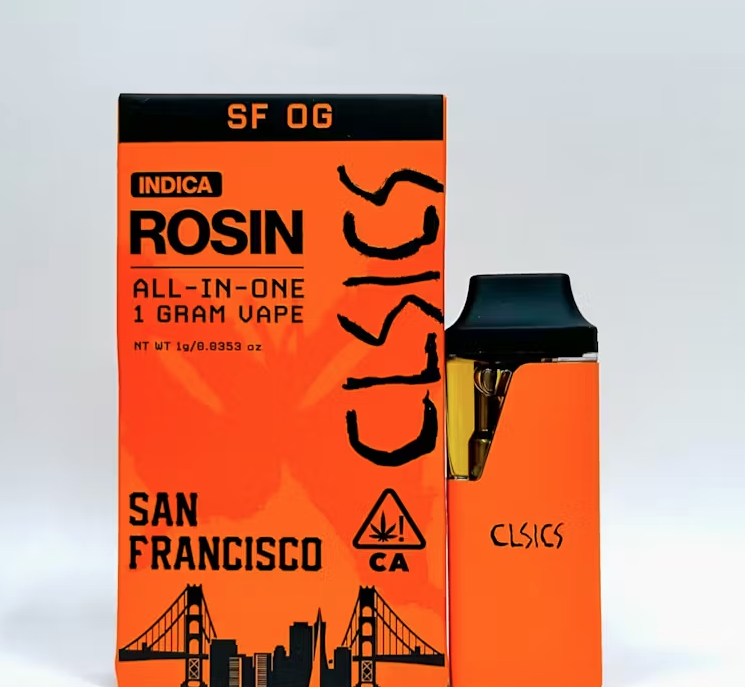 SF OG
INDICA
ROSIN
ALL-IN-ONE
1 GRAM VAPE
NT WT 1g/0.0353 oz
CLSICS
SAN
FRANCISCO
CA
CLSICS